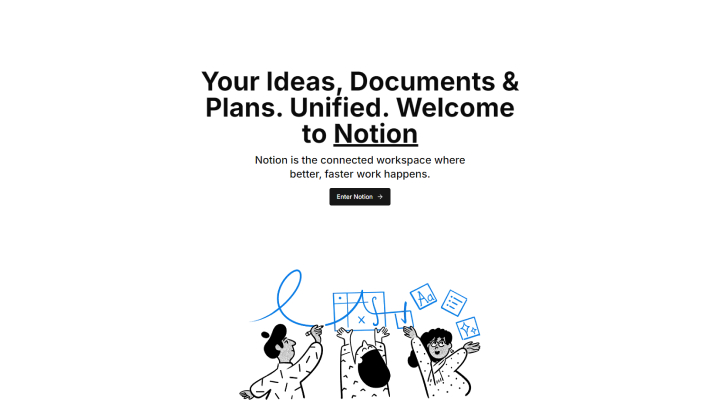 Your Ideas, Documents &
Plans. Unified. Welcome
to Notion
Notion is the connected workspace where
better, faster work happens.
Enter Notion →
Aa
x